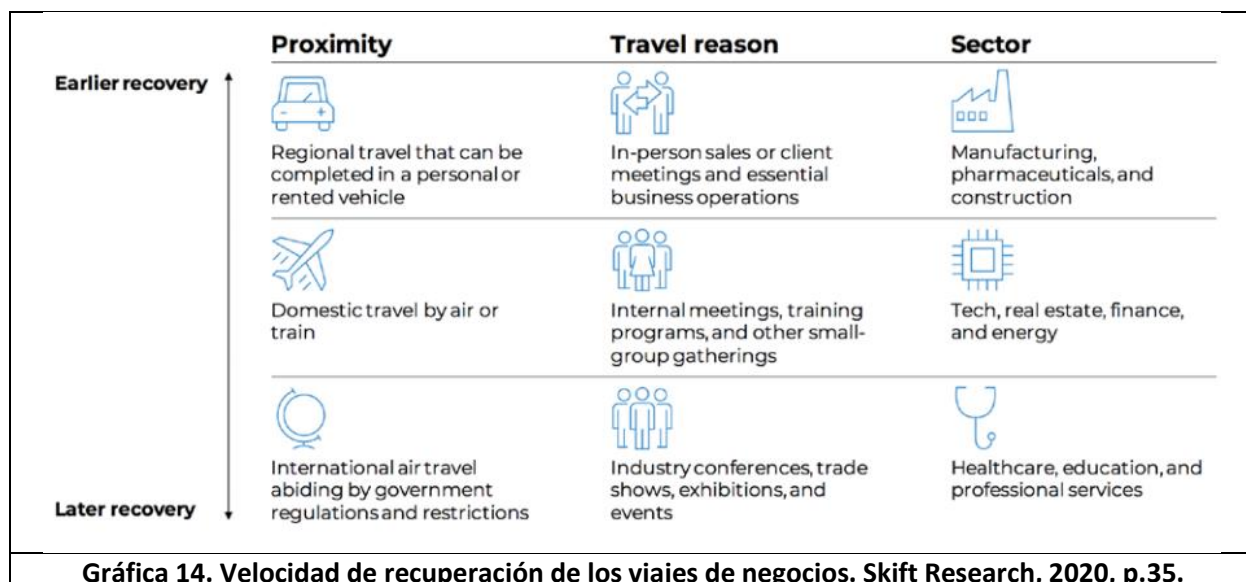 Proximity
Travel reason
Sector
Earlier recovery
Regional travel that can be
completed in a personal or
rented vehicle
In-person sales or client
meetings and essential
business operations
Manufacturing,
pharmaceuticals, and
construction
Domestic travel by air or
train
Internal meetings, training
programs, and other small-
group gatherings
Tech, real estate, finance,
and energy
International air travel
abiding by government
regulations and restrictions
Industry conferences, trade
shows, exhibitions, and
events
Healthcare, education, and
professional services
Later recovery
Gráfica 14. Velocidad de recuperación de los viajes de negocios. Skift Research, 2020, p.35.